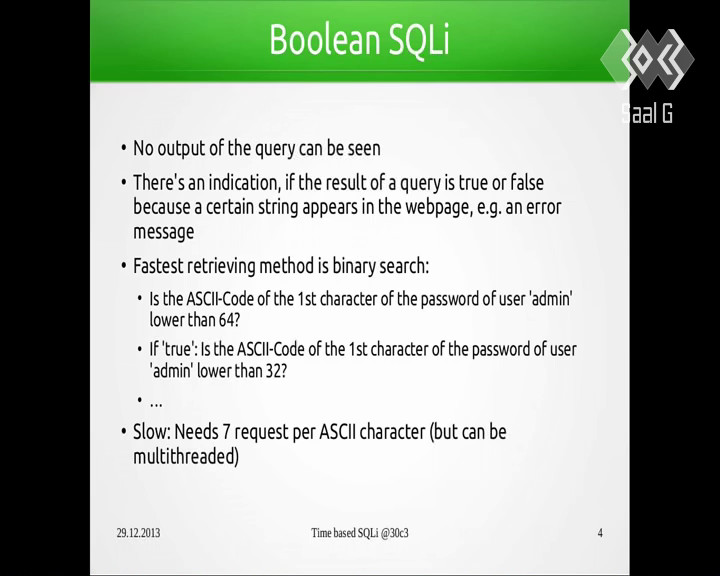 Boolean SQLi
Saal G
• No output of the query can be seen
• There's an indication, if the result of a query is true or false
because a certain string appears in the webpage, e.g. an error
message
• Fastest retrieving method is binary search:
• Is the ASCII-Code of the 1st character of the password of user 'admin'
lower than 64?
• If 'true': Is the ASCII-Code of the 1st character of the password of user
'admin' lower than 32?
• ...
• Slow: Needs 7 request per ASCII character (but can be
multithreaded)
29.12.2013 Time based SQLi @30c3 4